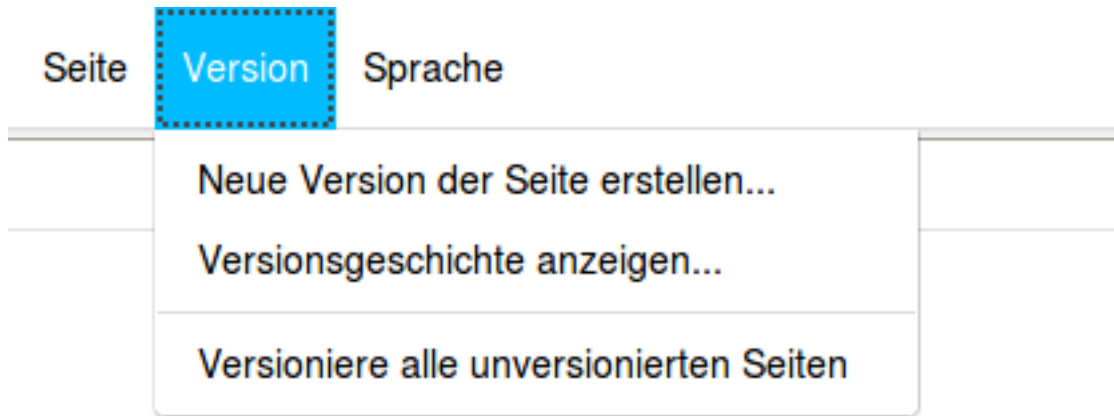 Seite Version Sprache
Neue Version der Seite erstellen...
Versionsgeschichte anzeigen...
Versioniere alle unversionierten Seiten